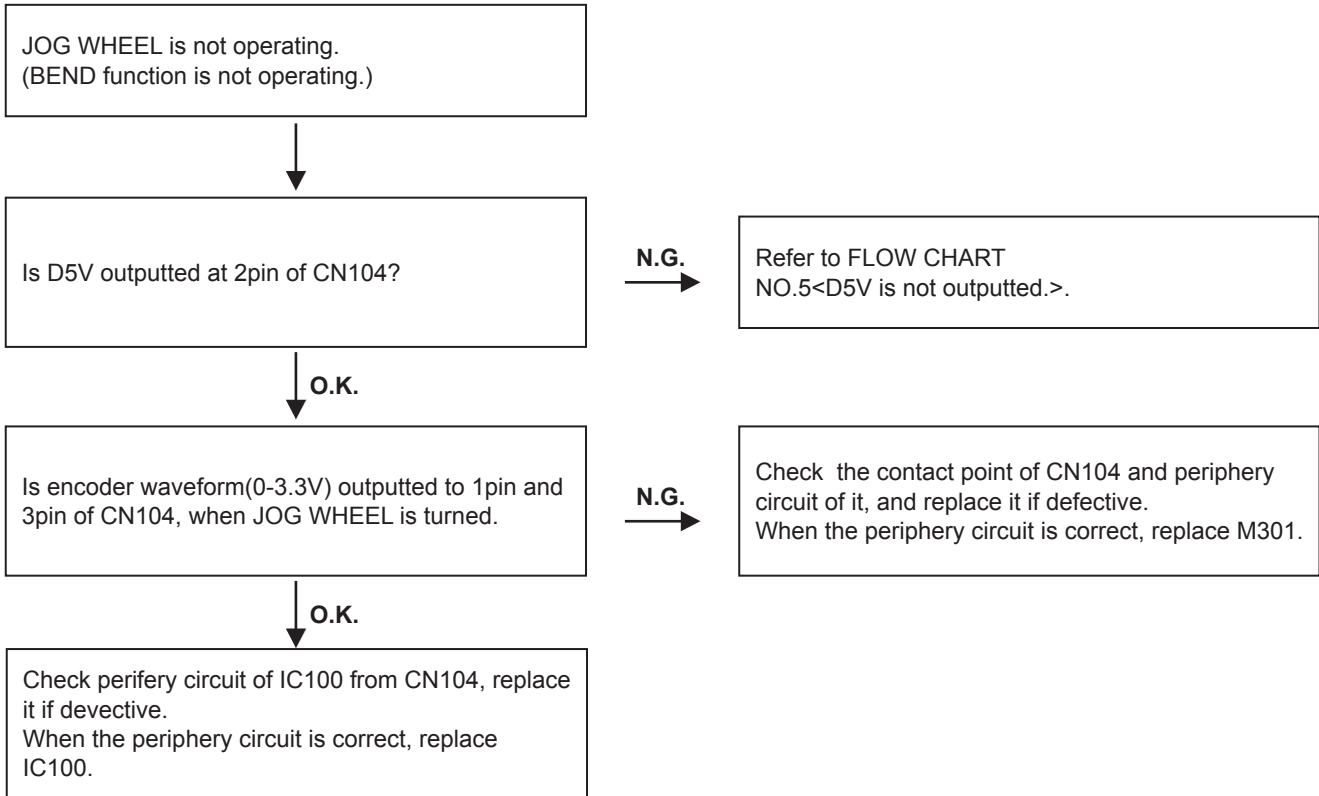 JOG WHEEL is not operating.
(BEND function is not operating.)
Is D5V outputted at 2pin of CN104?
N.G.
Refer to FLOW CHART
NO.5<D5V is not outputted.>.
O.K.
Is encoder waveform(0-3.3V) outputted to 1pin and
3pin of CN104, when JOG WHEEL is turned.
N.G.
Check  the contact point of CN104 and periphery
circuit of it, and replace it if defective.
When the periphery circuit is correct, replace M301.
O.K.
Check perifery circuit of IC100 from CN104, replace
it if devective.
When the periphery circuit is correct, replace
IC100.